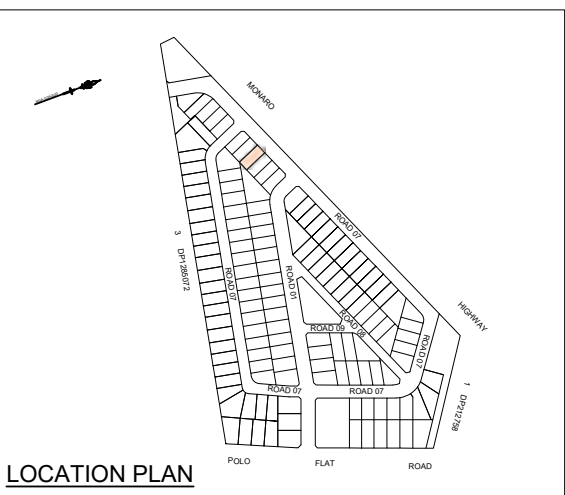 MONARO
ROAD 07
3 DP1285072
ROAD 07
ROAD 01
ROAD 08
ROAD 09
HIGHWAY
ROAD 07
ROAD 07
ROAD 07
1 DP212758
POLO FLAT ROAD
LOCATION PLAN